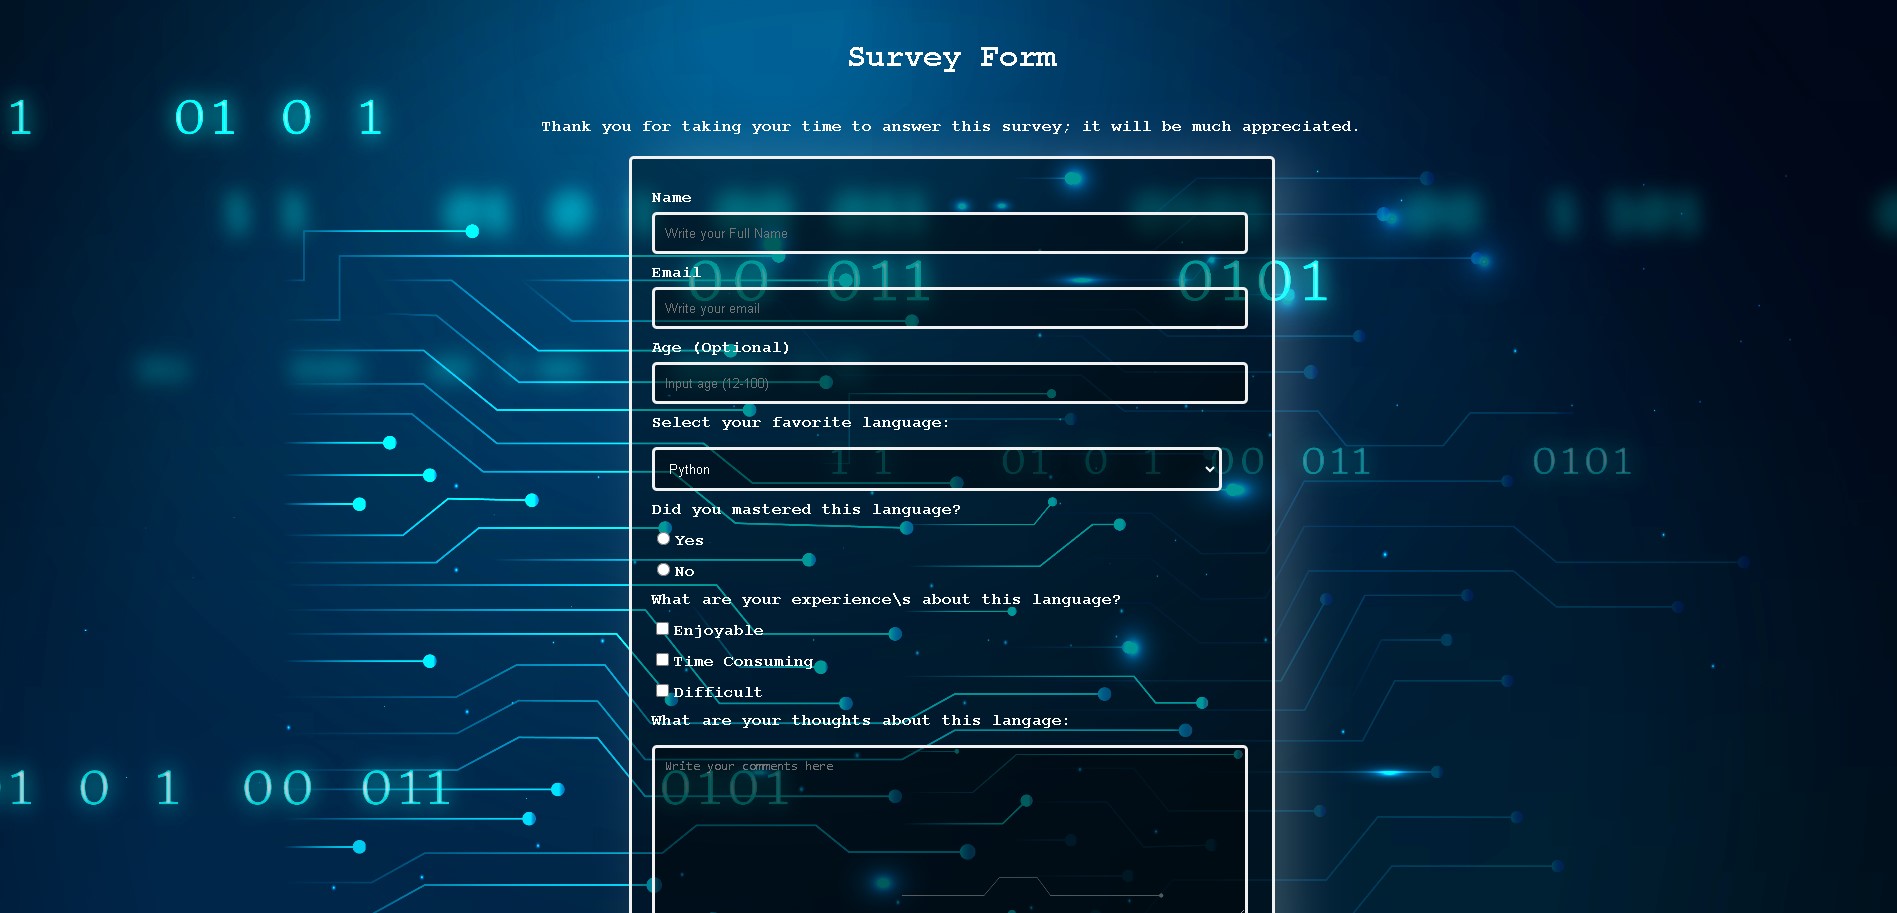 Survey Form
1 01 0 1
Thank you for taking your time to answer this survey; it will be much appreciated.
Name
Write your Full Name
00 011 0101
Email
Write your email
Age (Optional)
Input age (12-100)
Select your favorite language:
Python
1 1 01 0 1 00 011 0101
Did you mastered this language?
Yes
No
What are your experience\s about this language?
Enjoyable
Time Consuming
Difficult
What are your thoughts about this langage:
Write your comments here
01 0 1 00 011 0101